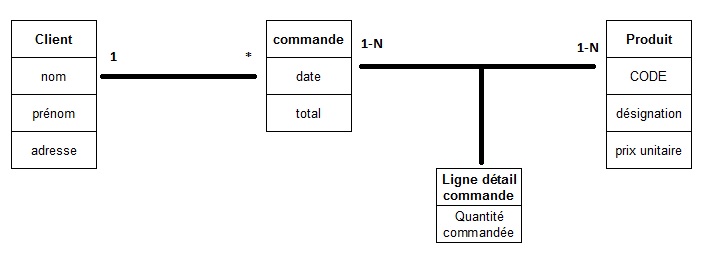 Client
nom
prénom
adresse
1
*
commande
date
total
1-N
1-N
Produit
CODE
désignation
prix unitaire
Ligne détail
commande
Quantité
commandée